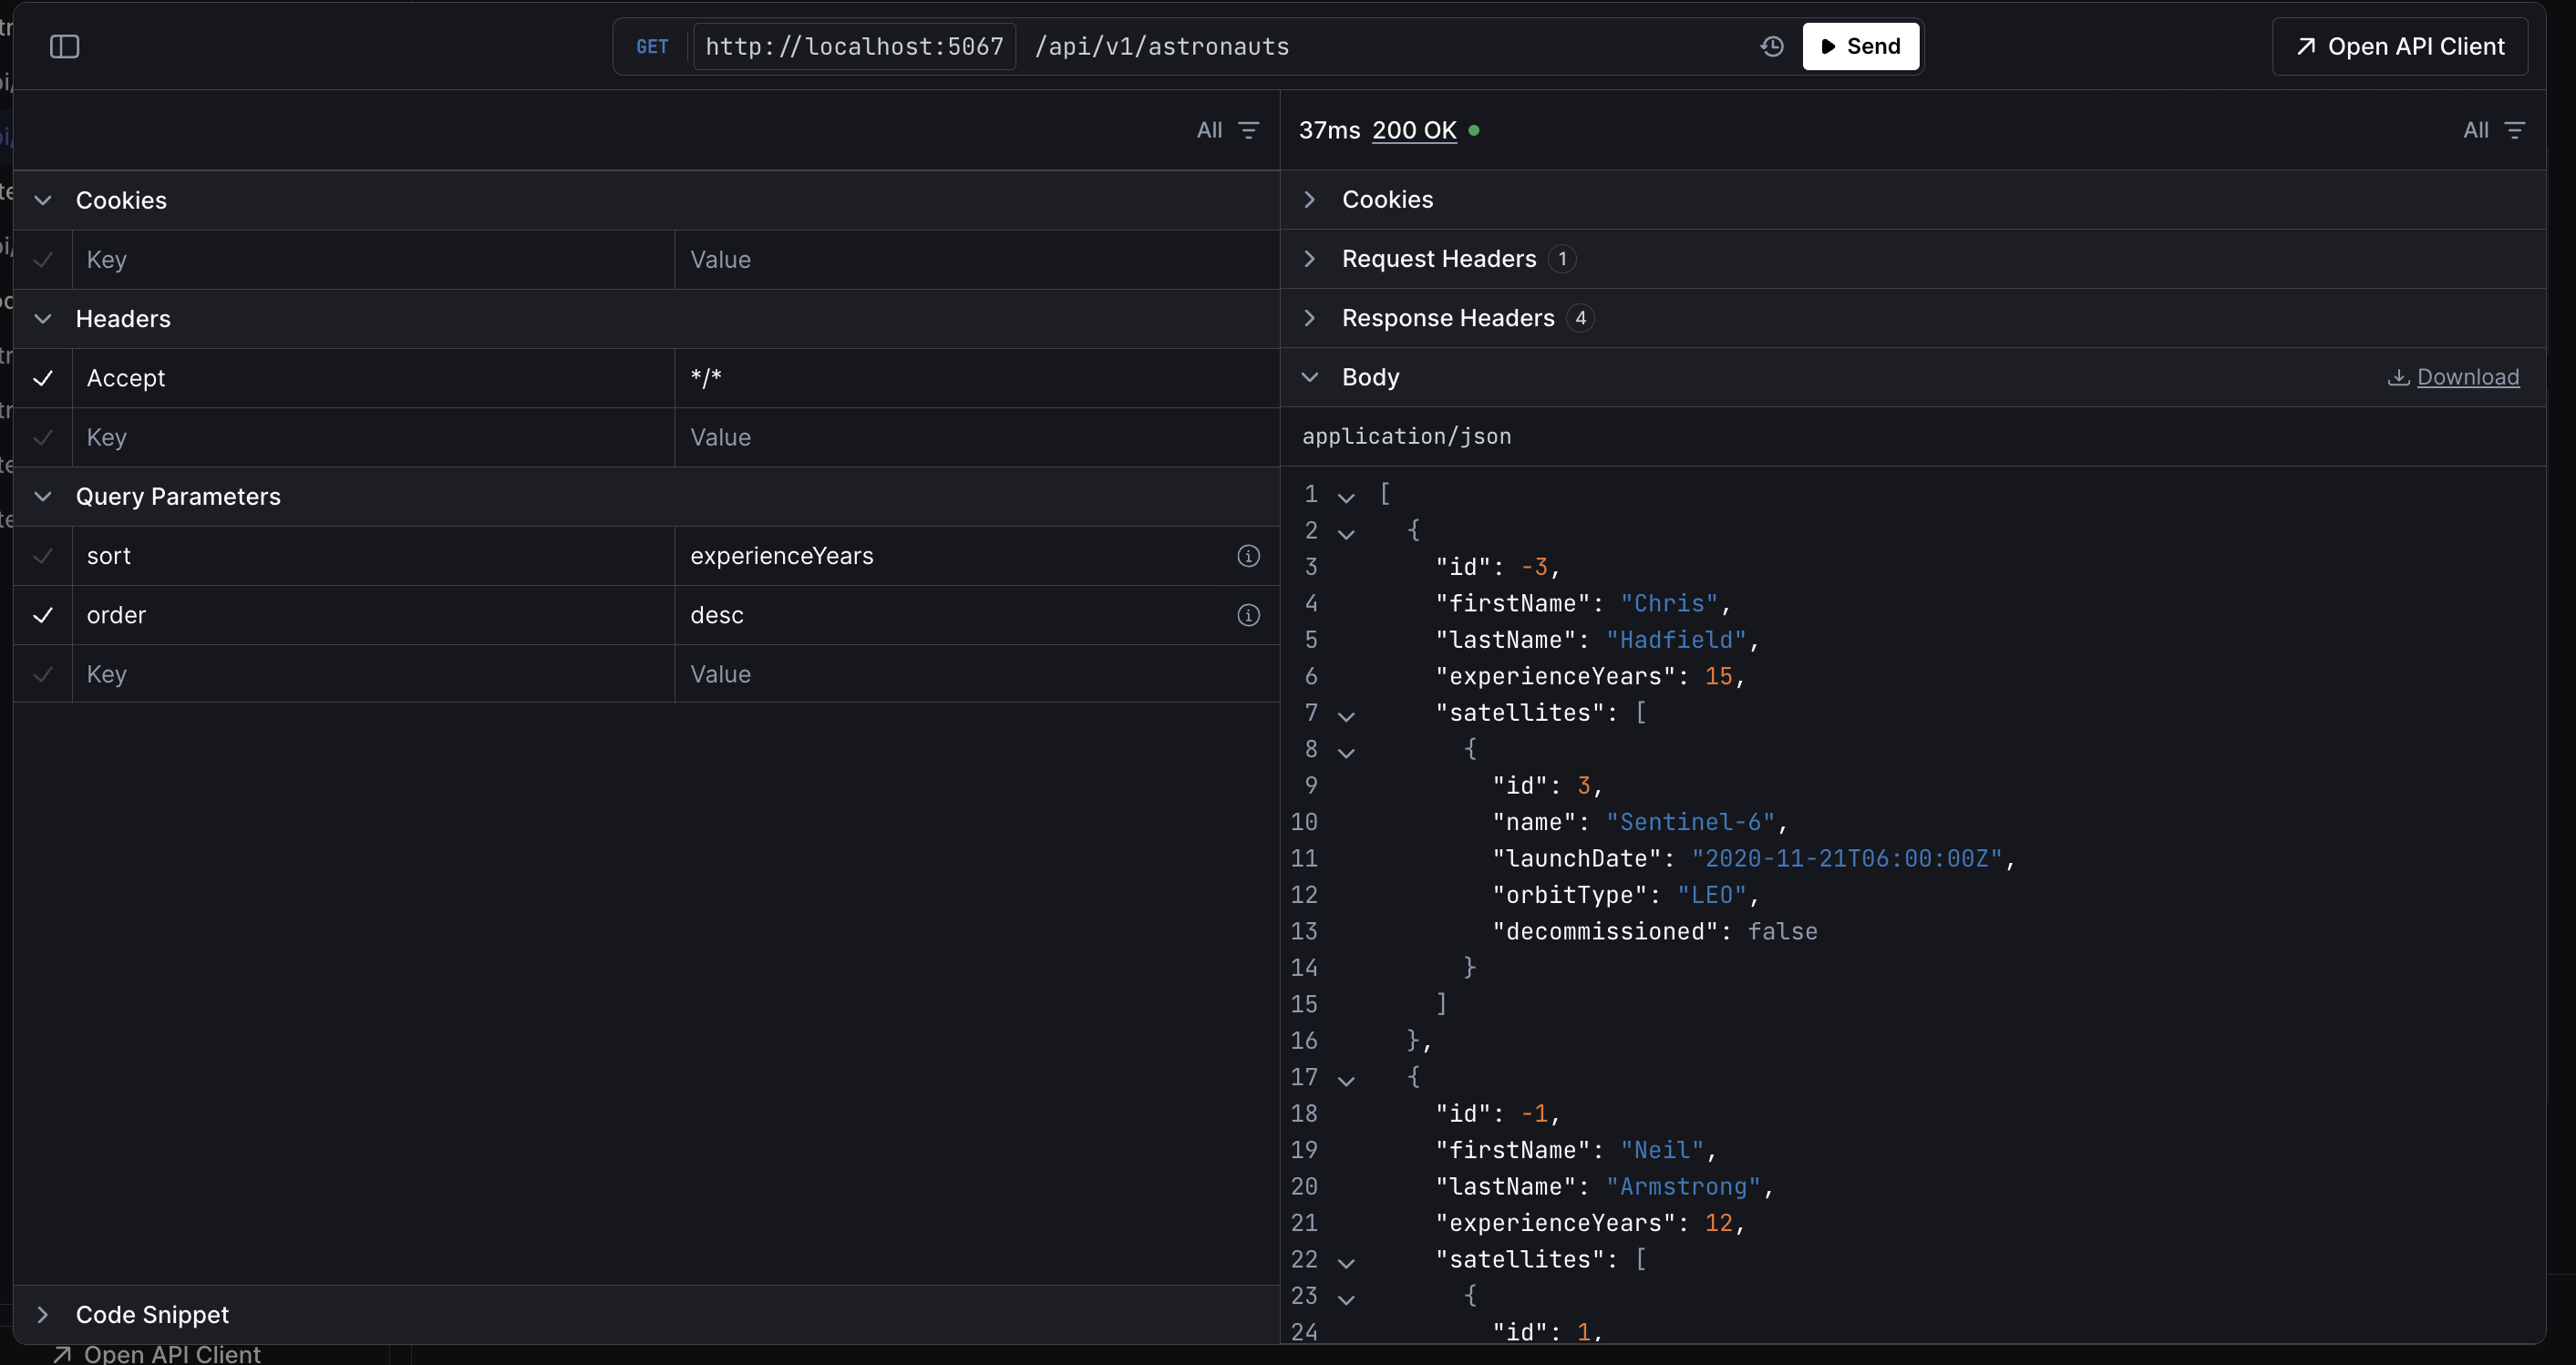 GET http://localhost:5067 /api/v1/astronauts Send Open API Client
All
Cookies
Key Value
Headers
Accept */*
Key Value
Query Parameters
sort experienceYears
order desc
Key Value
Code Snippet
Open API Client
37ms 200 OK All
Cookies
Request Headers 1
Response Headers 4
Body Download
application/json
1 [
2 {
3 "id": -3,
4 "firstName": "Chris",
5 "lastName": "Hadfield",
6 "experienceYears": 15,
7 "satellites": [
8 {
9 "id": 3,
10 "name": "Sentinel-6",
11 "launchDate": "2020-11-21T06:00:00Z",
12 "orbitType": "LEO",
13 "decommissioned": false
14 }
15 ]
16 },
17 {
18 "id": -1,
19 "firstName": "Neil",
20 "lastName": "Armstrong",
21 "experienceYears": 12,
22 "satellites": [
23 {
24 "id": 1,